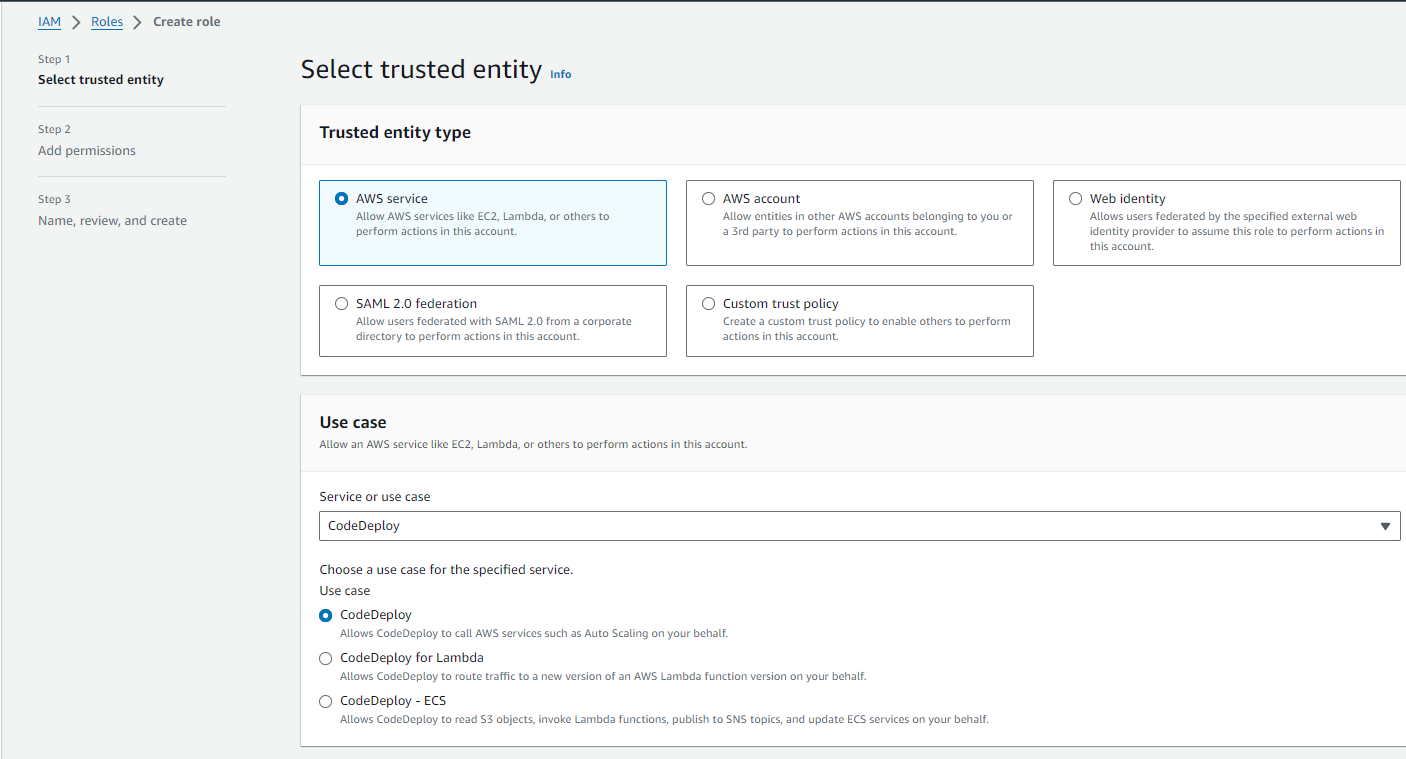 IAM > Roles > Create role
Step 1
Select trusted entity
Step 2
Add permissions
Step 3
Name, review, and create
Select trusted entity Info
Trusted entity type
AWS service
Allow AWS services like EC2, Lambda, or others to
perform actions in this account.
AWS account
Allow entities in other AWS accounts belonging to you or
a 3rd party to perform actions in this account.
Web identity
Allows users federated by the specified external web
identity provider to assume this role to perform actions in
this account.
SAML 2.0 federation
Allow users federated with SAML 2.0 from a corporate
directory to perform actions in this account.
Custom trust policy
Create a custom trust policy to enable others to perform
actions in this account.
Use case
Allow an AWS service like EC2, Lambda, or others to perform actions in this account.
Service or use case
CodeDeploy
Choose a use case for the specified service.
Use case
CodeDeploy
Allows CodeDeploy to call AWS services such as Auto Scaling on your behalf.
CodeDeploy for Lambda
Allows CodeDeploy to route traffic to a new version of an AWS Lambda function version on your behalf.
CodeDeploy - ECS
Allows CodeDeploy to read S3 objects, invoke Lambda functions, publish to SNS topics, and update ECS services on your behalf.